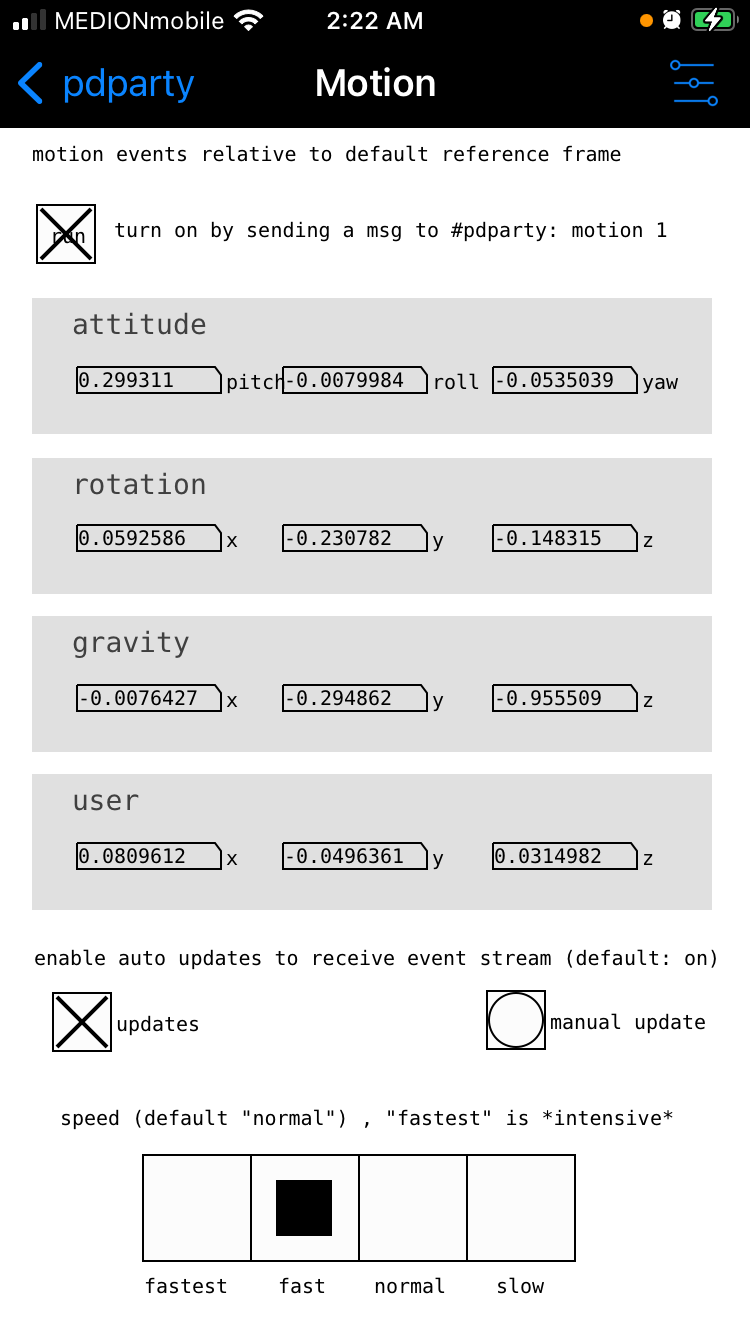 MEDIONmobile 2:22 AM
pdparty Motion
motion events relative to default reference frame
run turn on by sending a msg to #pdparty: motion 1
attitude
0.299311 pitch -0.0079984 roll -0.0535039 yaw
rotation
0.0592586 x -0.230782 y -0.148315 z
gravity
-0.0076427 x -0.294862 y -0.955509 z
user
0.0809612 x -0.0496361 y 0.0314982 z
enable auto updates to receive event stream (default: on)
updates manual update
speed (default "normal") , "fastest" is *intensive*
fastest fast normal slow